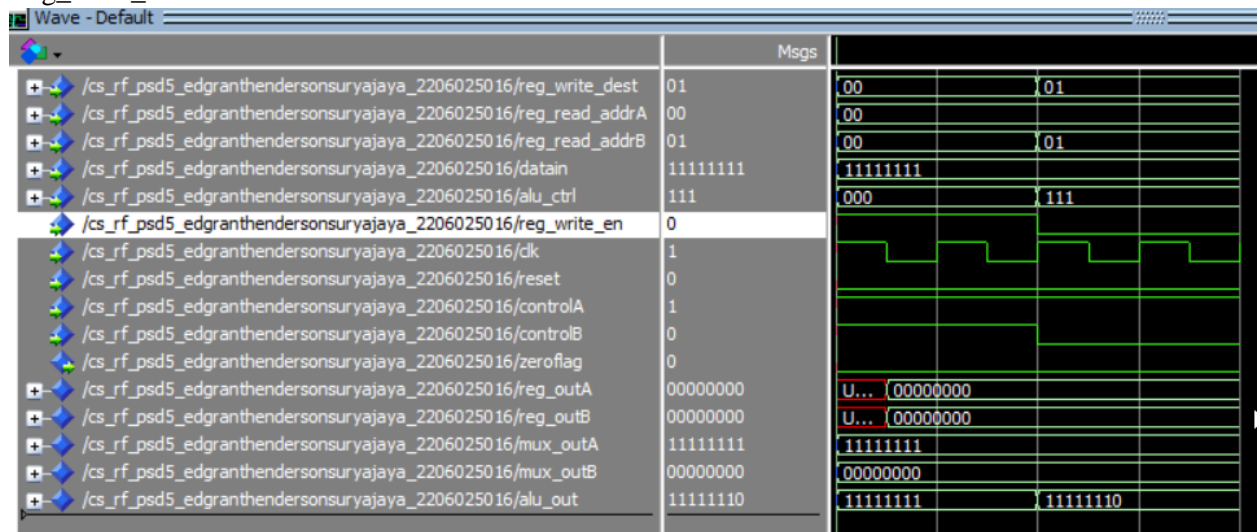 Wave - Default
Msgs
/cs_rf_psd5_edgranthendersonsuryajaya_2206025016/reg_write_dest 01 00 01
/cs_rf_psd5_edgranthendersonsuryajaya_2206025016/reg_read_addrA 00 00
/cs_rf_psd5_edgranthendersonsuryajaya_2206025016/reg_read_addrB 01 00 01
/cs_rf_psd5_edgranthendersonsuryajaya_2206025016/datain 11111111 11111111
/cs_rf_psd5_edgranthendersonsuryajaya_2206025016/alu_ctrl 111 000 111
/cs_rf_psd5_edgranthendersonsuryajaya_2206025016/reg_write_en 0
/cs_rf_psd5_edgranthendersonsuryajaya_2206025016/clk 1
/cs_rf_psd5_edgranthendersonsuryajaya_2206025016/reset 0
/cs_rf_psd5_edgranthendersonsuryajaya_2206025016/controlA 1
/cs_rf_psd5_edgranthendersonsuryajaya_2206025016/controlB 0
/cs_rf_psd5_edgranthendersonsuryajaya_2206025016/zeroflag 0
/cs_rf_psd5_edgranthendersonsuryajaya_2206025016/reg_outA 00000000 U... 00000000
/cs_rf_psd5_edgranthendersonsuryajaya_2206025016/reg_outB 00000000 U... 00000000
/cs_rf_psd5_edgranthendersonsuryajaya_2206025016/mux_outA 11111111 11111111
/cs_rf_psd5_edgranthendersonsuryajaya_2206025016/mux_outB 00000000 00000000
/cs_rf_psd5_edgranthendersonsuryajaya_2206025016/alu_out 11111110 11111111 11111110